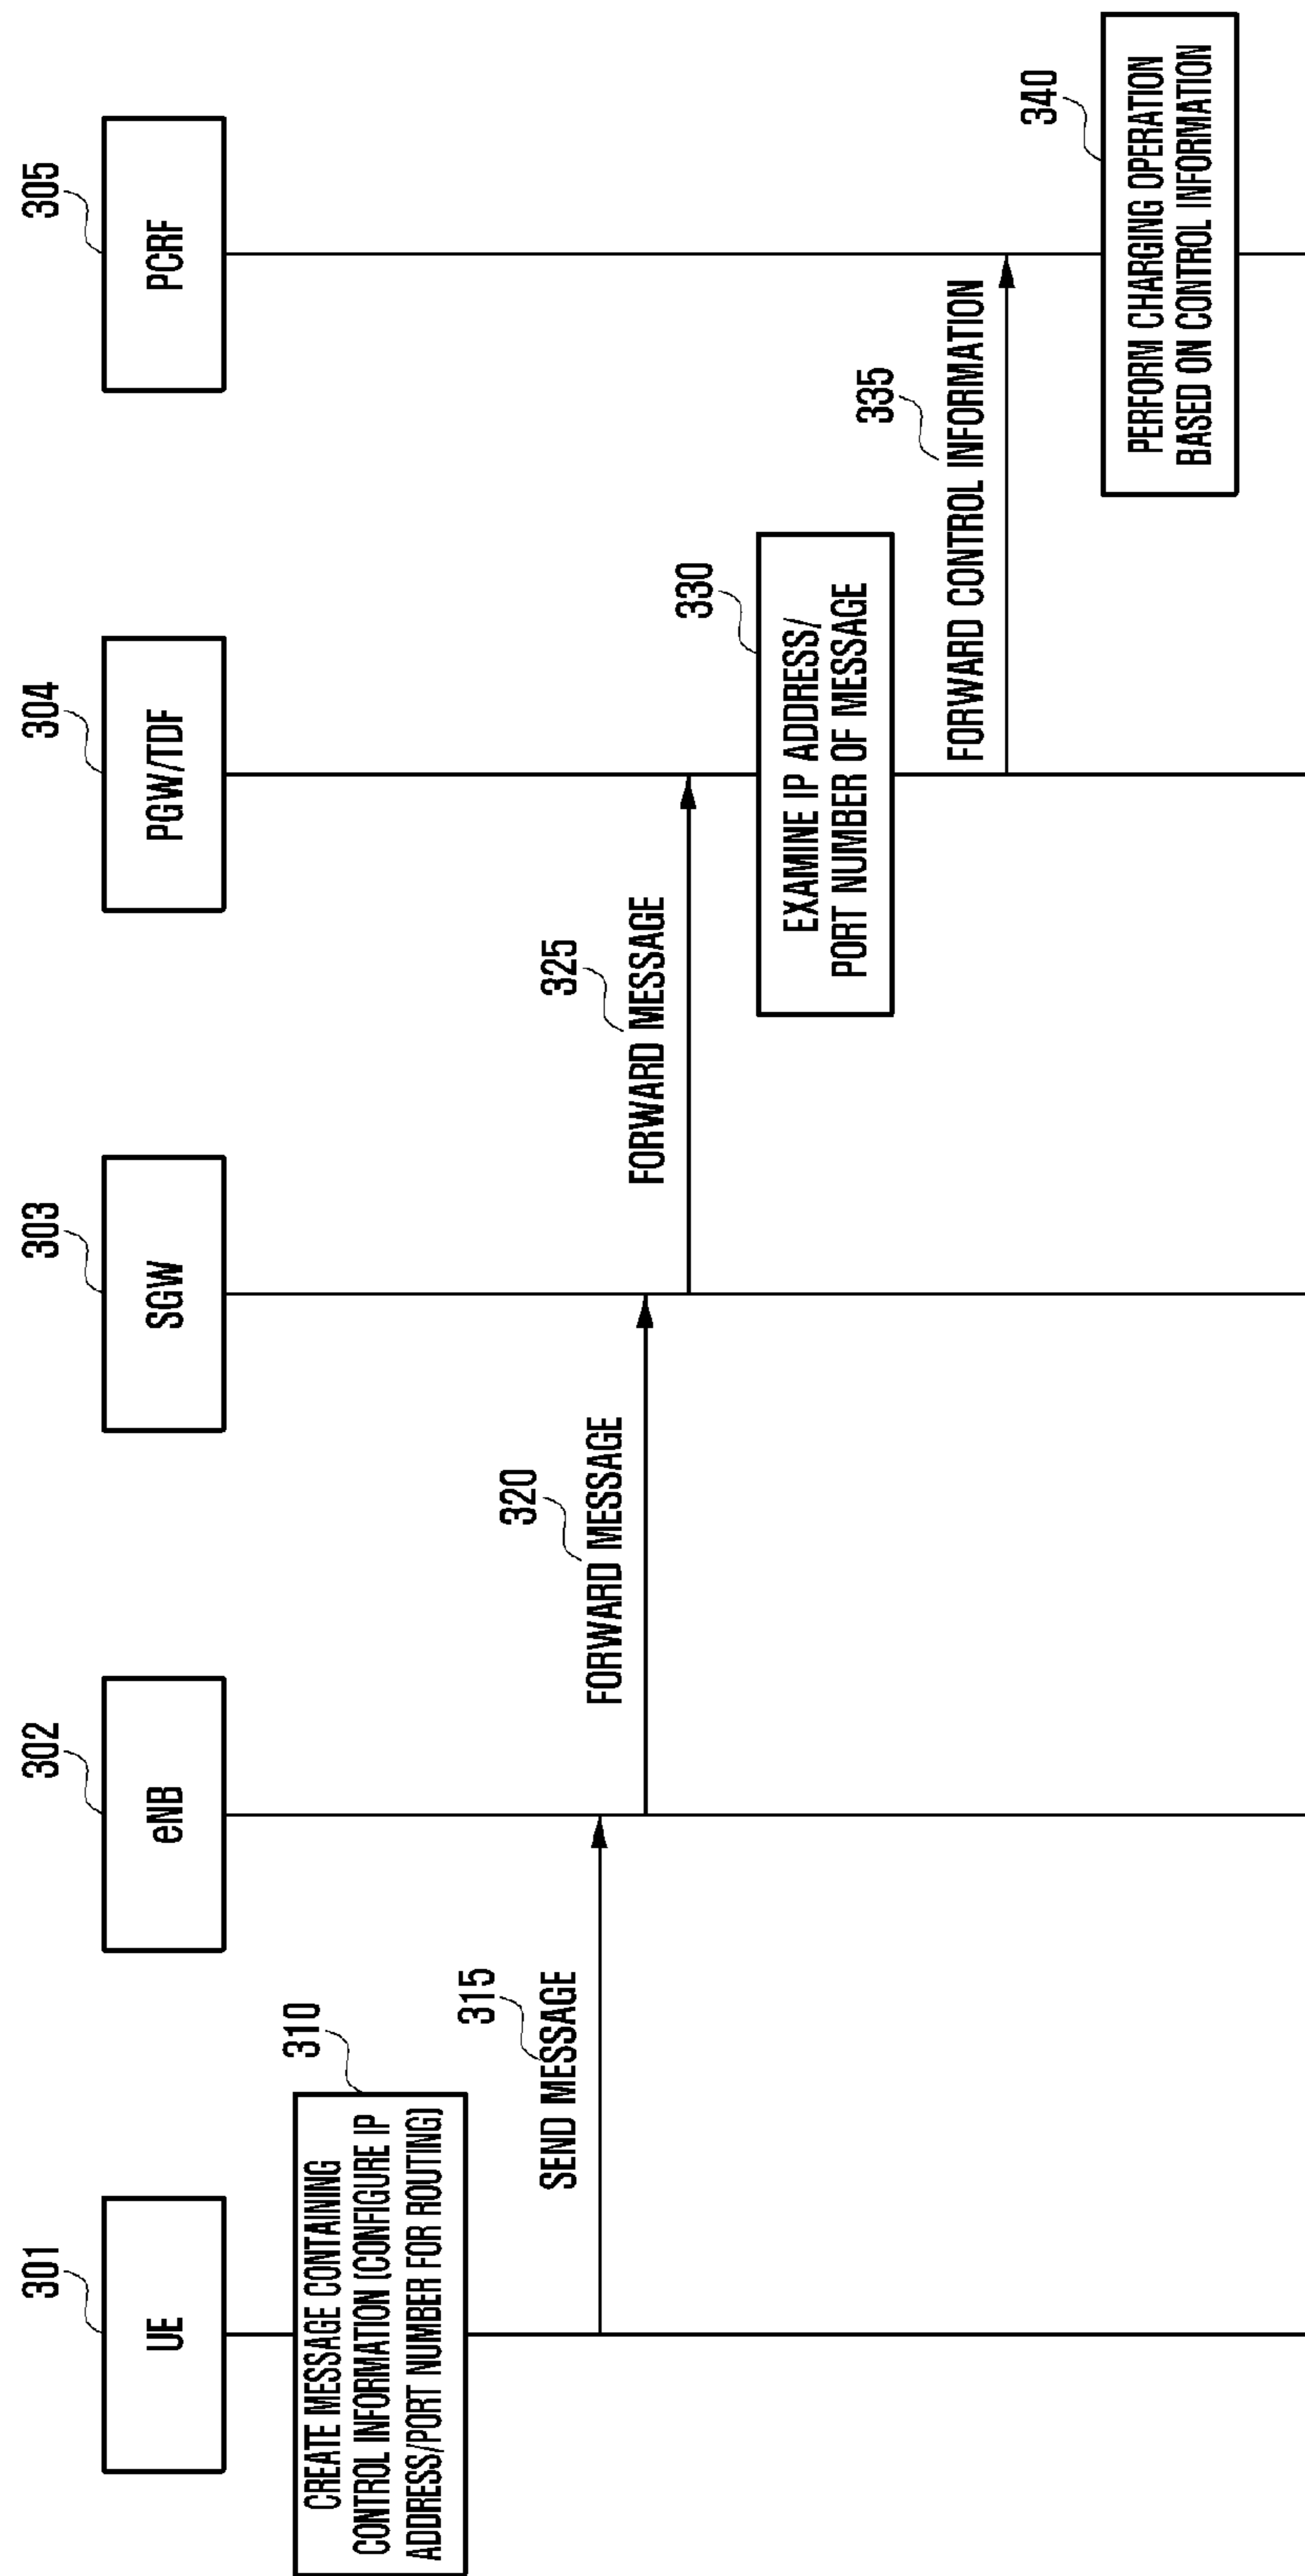 301
302
303
304
305
UE
eNB
SGW
PGW/TDF
PCRF
310
CREATE MESSAGE CONTAINING
CONTROL INFORMATION (CONFIGURE IP
ADDRESS/PORT NUMBER FOR ROUTING)
315
SEND MESSAGE
320
FORWARD MESSAGE
325
FORWARD MESSAGE
330
EXAMINE IP ADDRESS/
PORT NUMBER OF MESSAGE
335
FORWARD CONTROL INFORMATION
340
PERFORM CHARGING OPERATION
BASED ON CONTROL INFORMATION